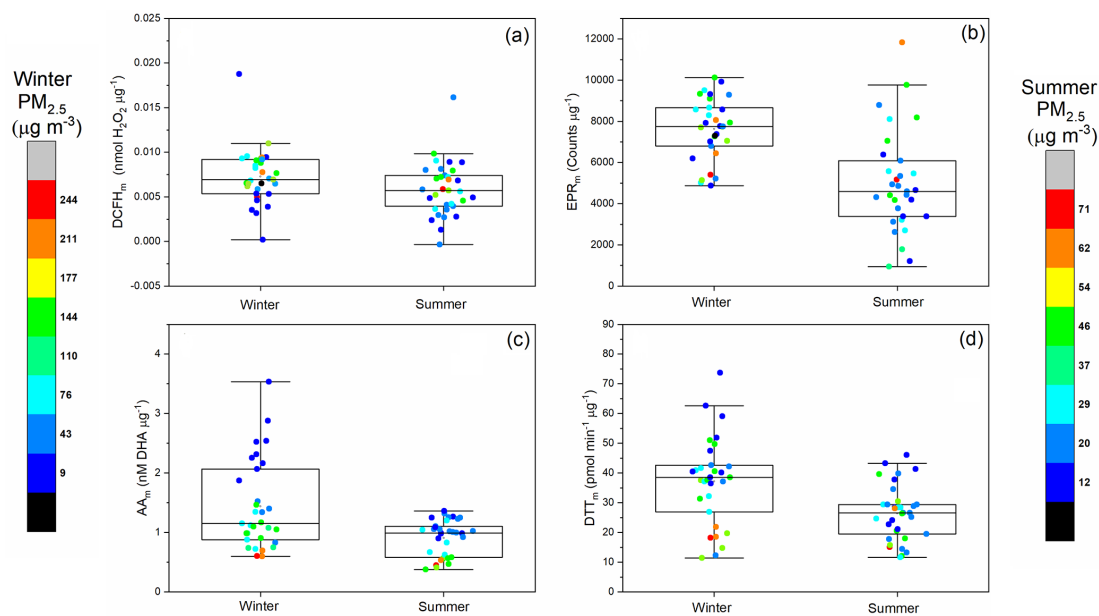 Winter
PM2.5
(µg m-3)
244
211
177
144
110
76
43
9
(a)
0.025
0.020
0.015
0.010
0.005
0.000
-0.005
DCFHm (nmol H2O2 µg-1)
Winter
Summer
(b)
12000
10000
8000
6000
4000
2000
0
EPRm (Counts µg-1)
Winter
Summer
(c)
4
3
2
1
0
AAm (nM DHA µg-1)
Winter
Summer
(d)
90
80
70
60
50
40
30
20
10
0
DTTm (pmol min-1 µg-1)
Winter
Summer
Summer
PM2.5
(µg m-3)
71
62
54
46
37
29
20
12